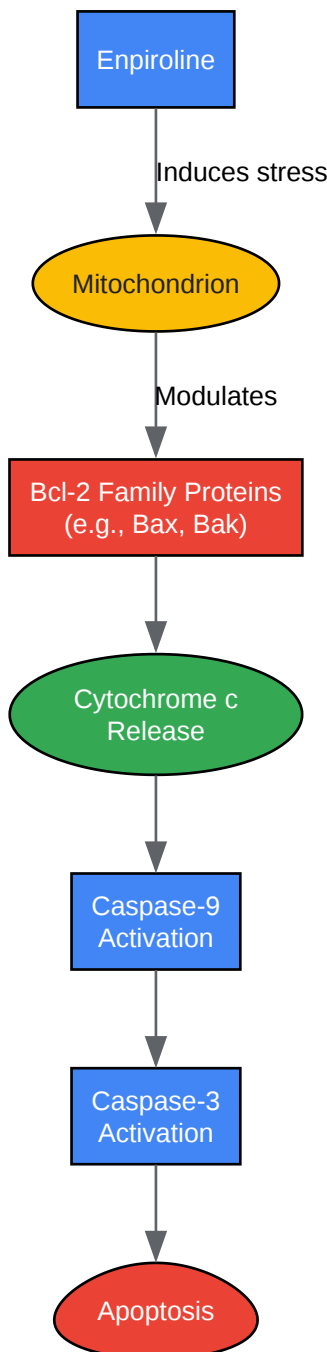 Enpiroline
Induces stress
Mitochondrion
Modulates
Bcl-2 Family Proteins
(e.g., Bax, Bak)
Cytochrome c
Release
Caspase-9
Activation
Caspase-3
Activation
Apoptosis